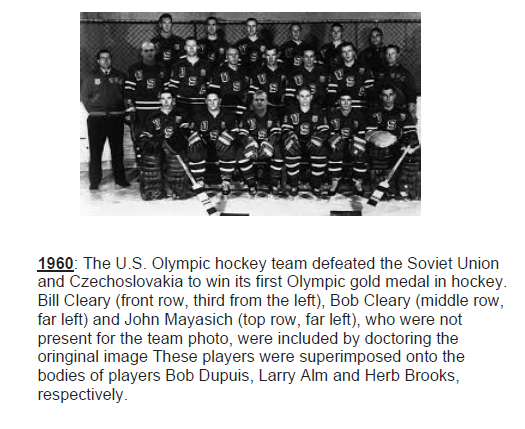 1960: The U.S. Olympic hockey team defeated the Soviet Union
and Czechoslovakia to win its first Olympic gold medal in hockey.
Bill Cleary (front row, third from the left), Bob Cleary (middle row,
far left) and John Mayasich (top row, far left), who were not
present for the team photo, were included by doctoring the
oringinal image These players were superimposed onto the
bodies of players Bob Dupuis, Larry Alm and Herb Brooks,
respectively.